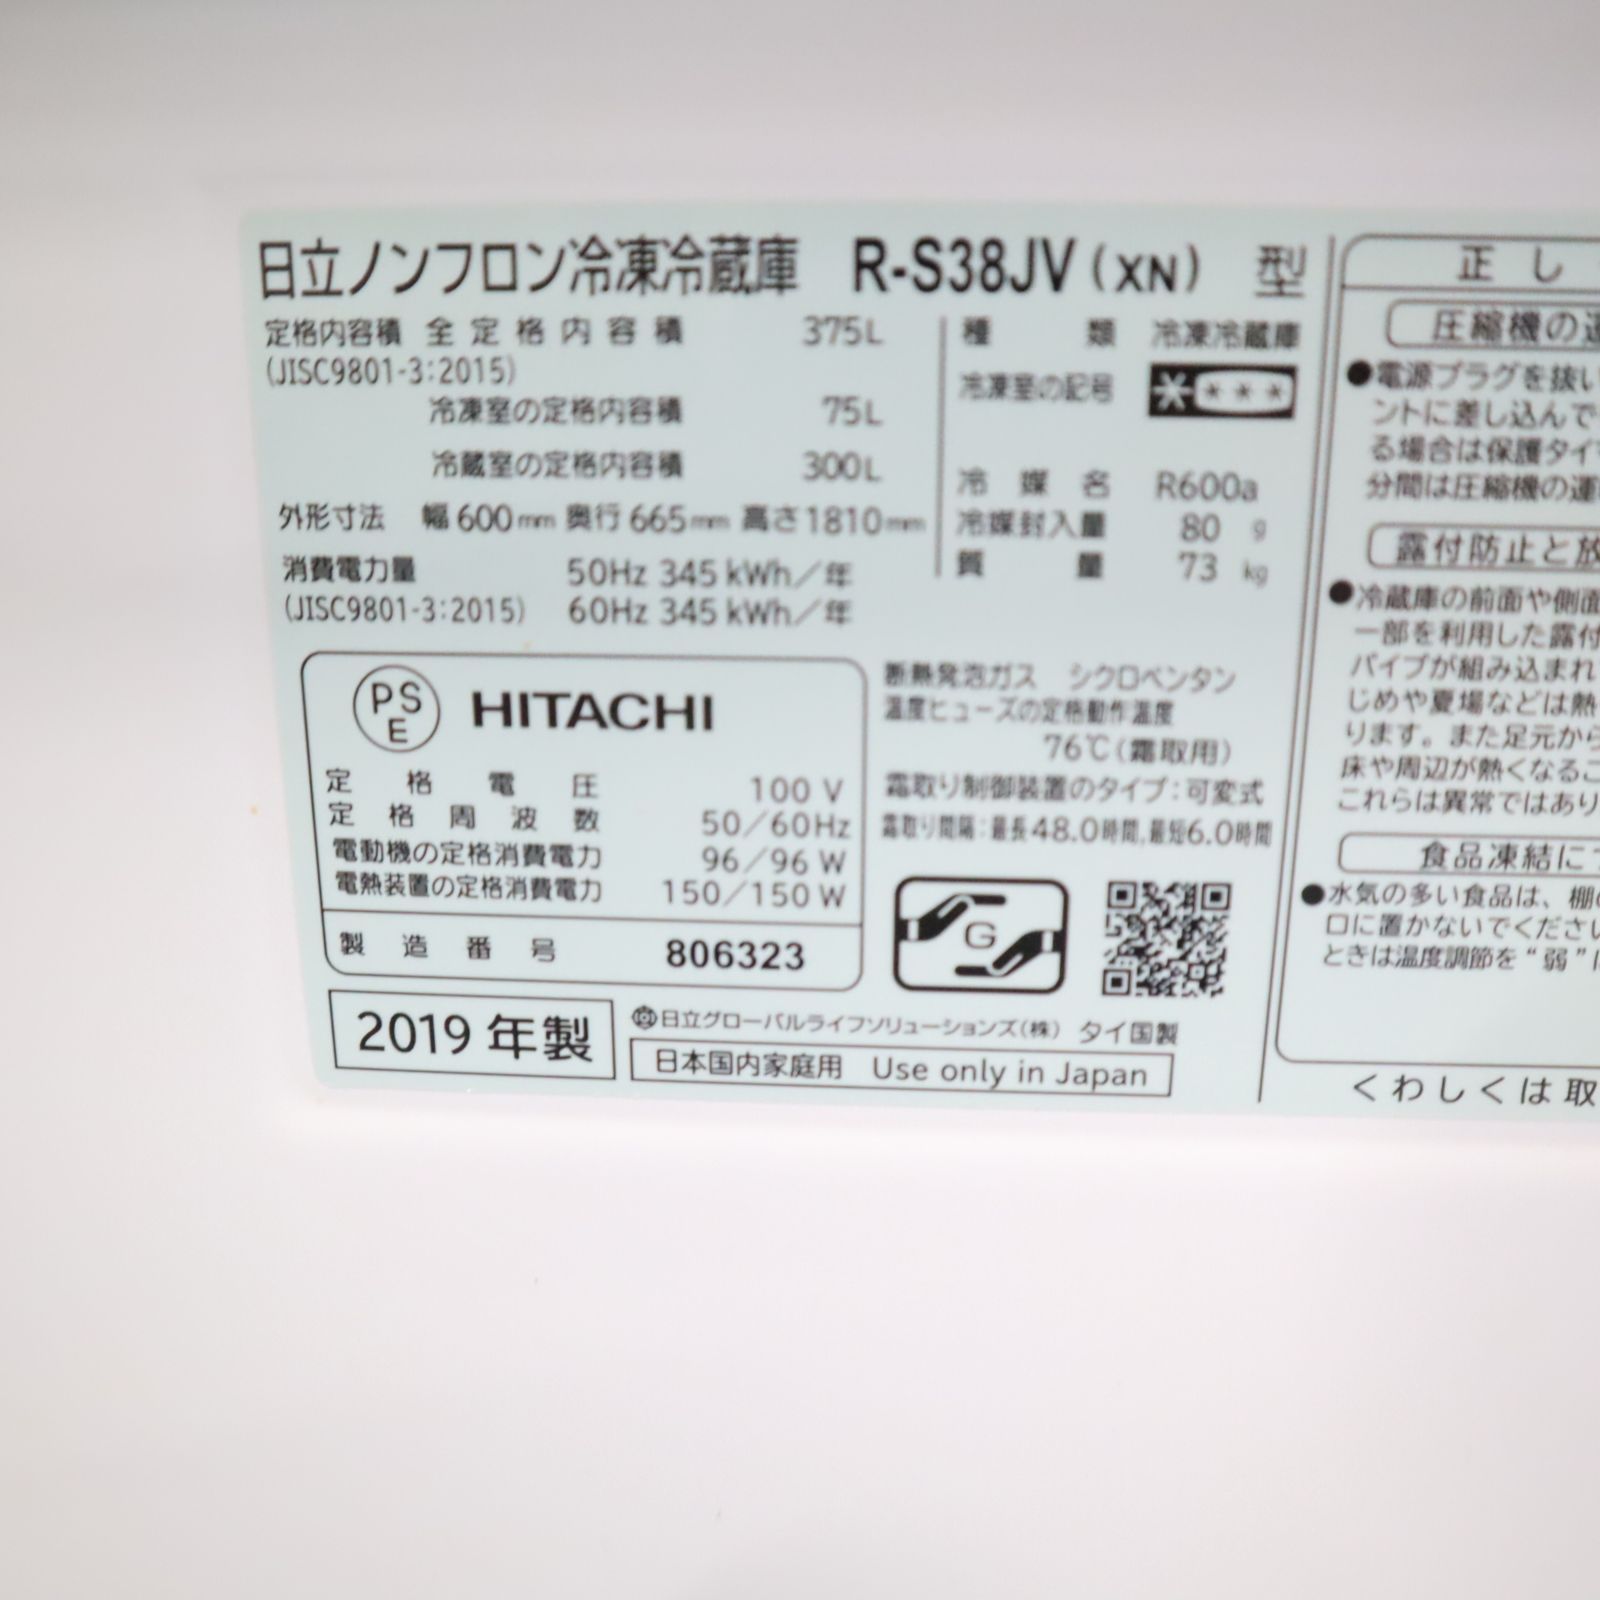 日立ノンフロン冷凍冷蔵庫 R-S38JV(XN) 型
定格内容積 全定格内容積 375L
(JISC9801-3:2015)
冷凍室の定格内容積 75L
冷蔵室の定格内容積 300L
外形寸法 幅600mm 奥行665mm 高さ1810mm
消費電力量 50Hz 345kWh/年
(JISC9801-3:2015) 60Hz 345kWh/年
種類 冷凍冷蔵庫
冷凍室の記号
冷媒名 R600a
冷媒封入量 80 g
質量 73 kg
PS
E
HITACHI
定格電圧 100 V
定格周波数 50/60Hz
電動機の定格消費電力 96/96 W
電熱装置の定格消費電力 150/150 W
製造番号 806323
断熱発泡ガス シクロペンタン
温度ヒューズの定格動作温度
76℃(霜取用)
霜取り制御装置のタイプ:可変式
霜取り間隔:最長48.0時間,最短6.0時間
G
2019年製
日立グローバルライフソリューションズ(株) タイ国製
日本国内家庭用 Use only in Japan
正し
圧縮機の運
●電源プラグを抜い
ントに差し込んで
る場合は保護タイ
分間は圧縮機の運
露付防止と放
●冷蔵庫の前面や側面
一部を利用した露付
パイプが組み込まれ
じめや夏場などは熱
ります。また足元から
床や周辺が熱くなるこ
これらは異常ではあり
食品凍結に
●水気の多い食品は、棚の
口に置かないでください
ときは温度調節を"弱"に
くわしくは取